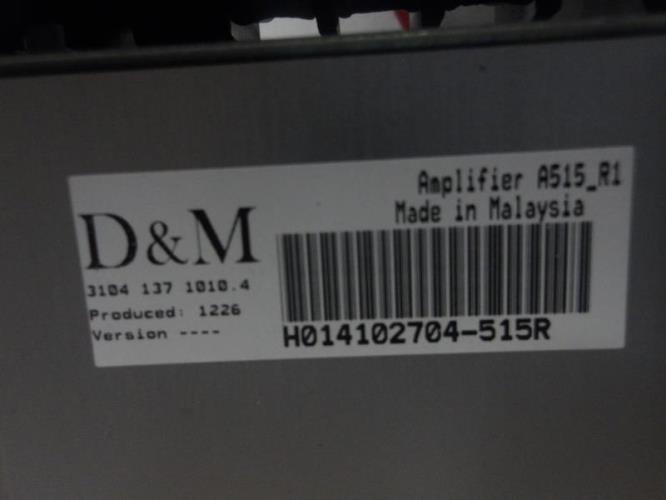 Amplifier A515_R1
Made in Malaysia
D&M
3104 137 1010.4
Produced: 1226
Version ----
H014102704-515R